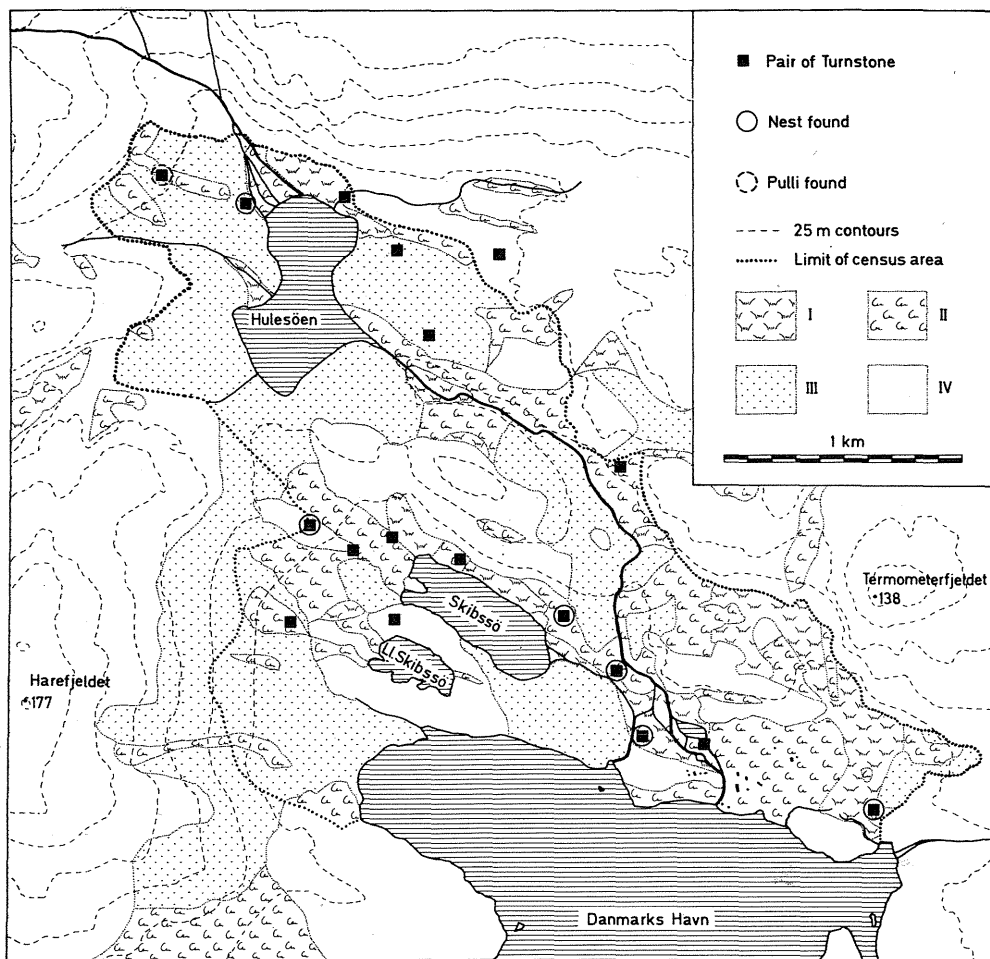 Pair of Turnstone
Nest found
Pulli found
25 m contours
Limit of census area
I
II
III
IV
1 km
Hulesöen
Termometerfjeldet
138
Skibssö
Ll. Skibssö
Harefjeldet
177
Danmarks Havn